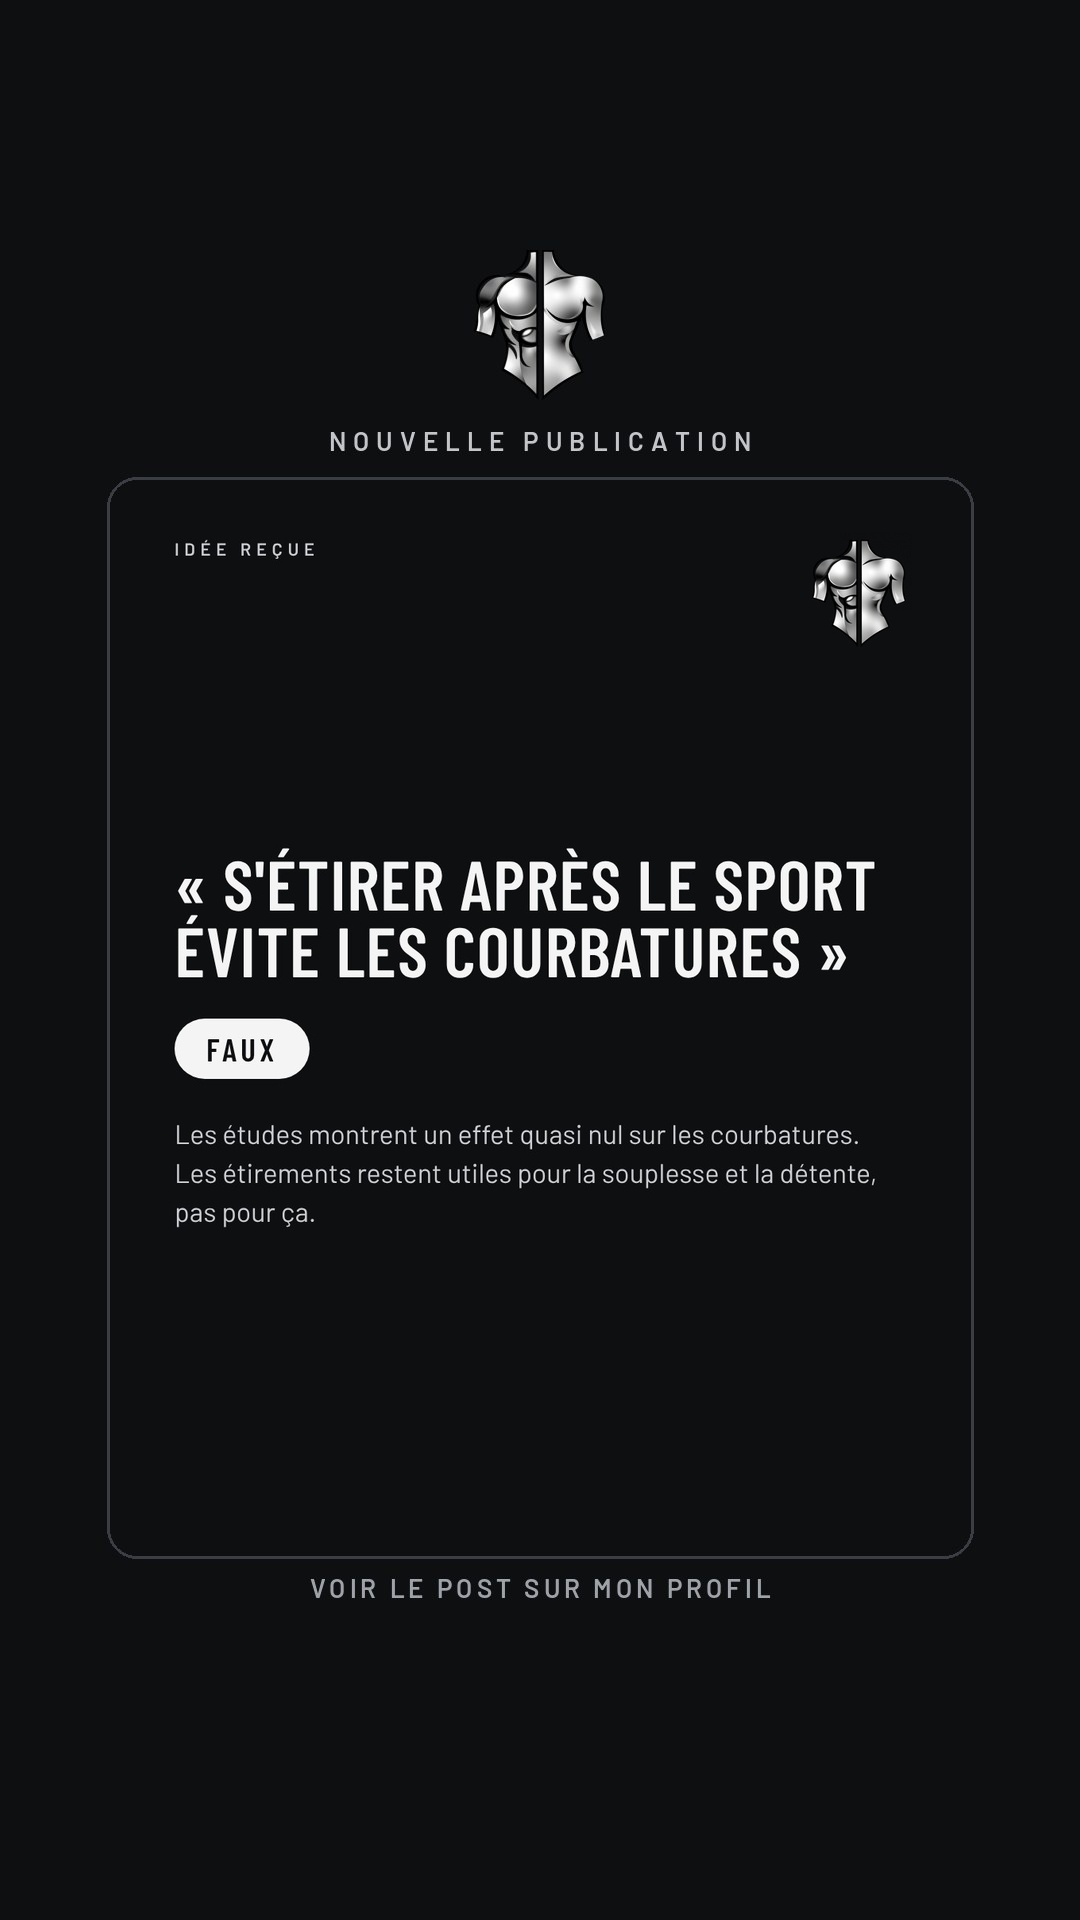 NOUVELLE PUBLICATION
IDÉE REÇUE
« S'ÉTIRER APRÈS LE SPORT
ÉVITE LES COURBATURES »
FAUX
Les études montrent un effet quasi nul sur les courbatures.
Les étirements restent utiles pour la souplesse et la détente,
pas pour ça.
VOIR LE POST SUR MON PROFIL